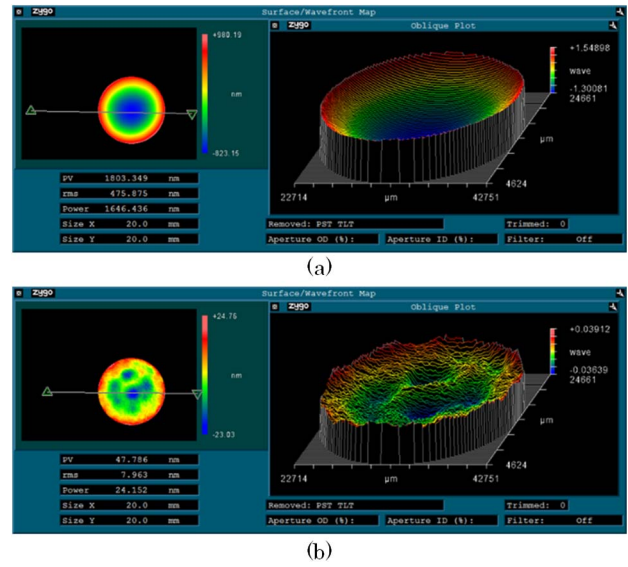 zygo Surface/Wavefront Map
+980.19
nm
-823.15
PV 1803.349 nm
rms 475.875 nm
Power 1646.436 nm
Size X 20.0 mm
Size Y 20.0 mm
zygo Oblique Plot
+1.54898
wave
-1.30081
24661
µm
4624
22714 µm 42751
Removed: PST TLT Trimmed: 0
Aperture OD (%): Aperture ID (%): Filter: Off
(a)
zygo Surface/Wavefront Map
+24.76
nm
-23.03
PV 47.786 nm
rms 7.963 nm
Power 24.152 nm
Size X 20.0 mm
Size Y 20.0 mm
zygo Oblique Plot
+0.03912
wave
-0.03639
24661
µm
4624
22714 µm 42751
Removed: PST TLT Trimmed: 0
Aperture OD (%): Aperture ID (%): Filter: Off
(b)